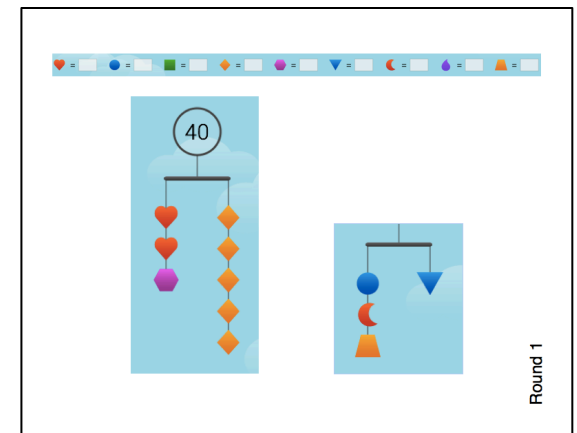 = = = = = = = = =
40
Round 1